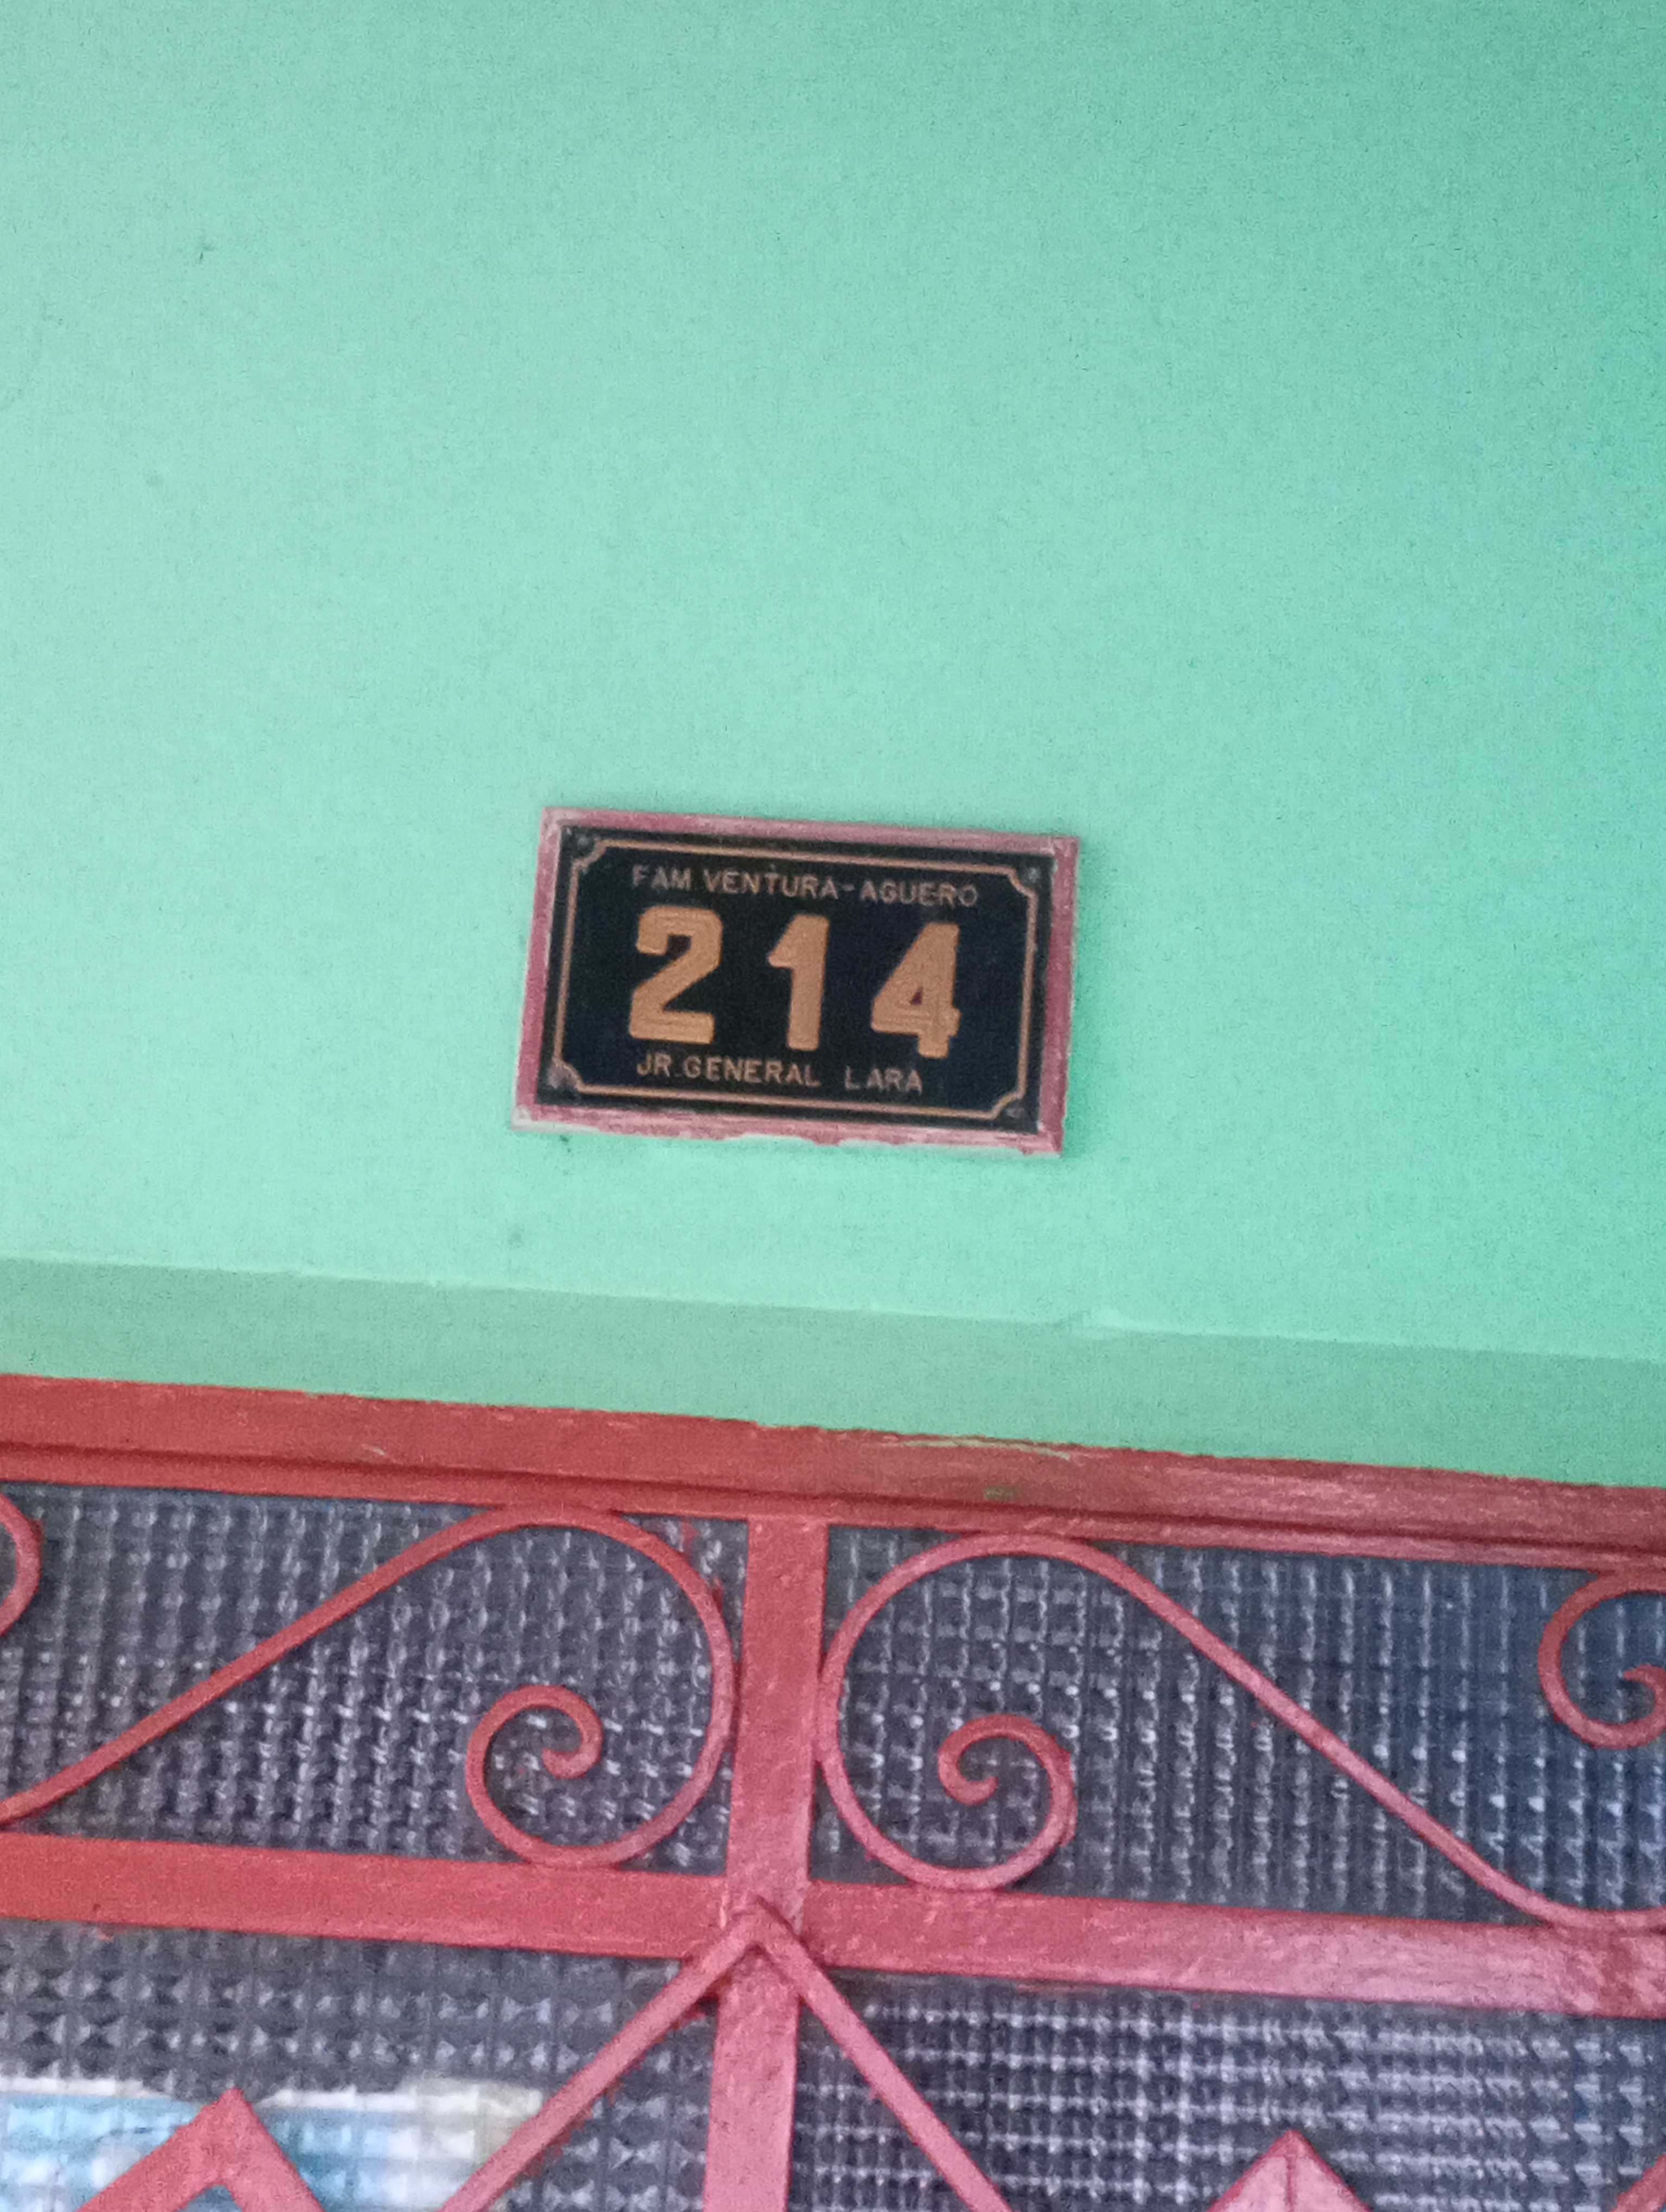 FAM VENTURA-AGUERO
214
JR. GENERAL LARA